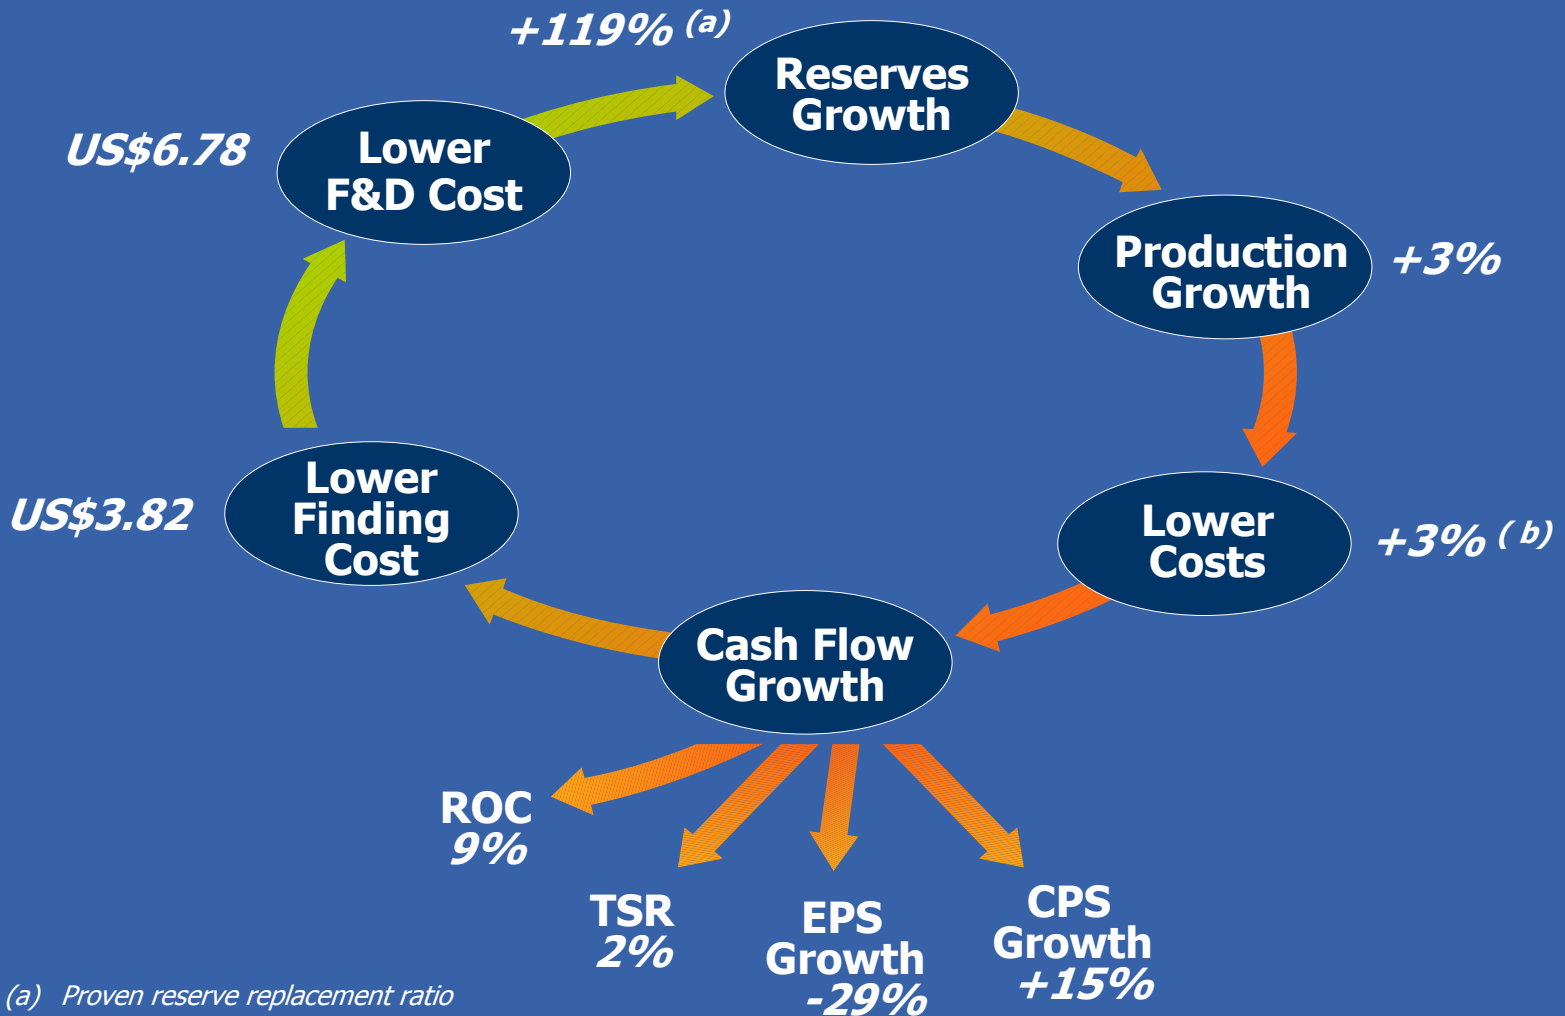 +119% (a)
Reserves
Growth
US$6.78
Lower
F&D Cost
Production
Growth
+3%
Lower
Finding
Cost
US$3.82
Lower
Costs
+3% ( b)
Cash Flow
Growth
ROC
9%
TSR
2%
EPS
Growth
-29%
CPS
Growth
+15%
(a) Proven reserve replacement ratio